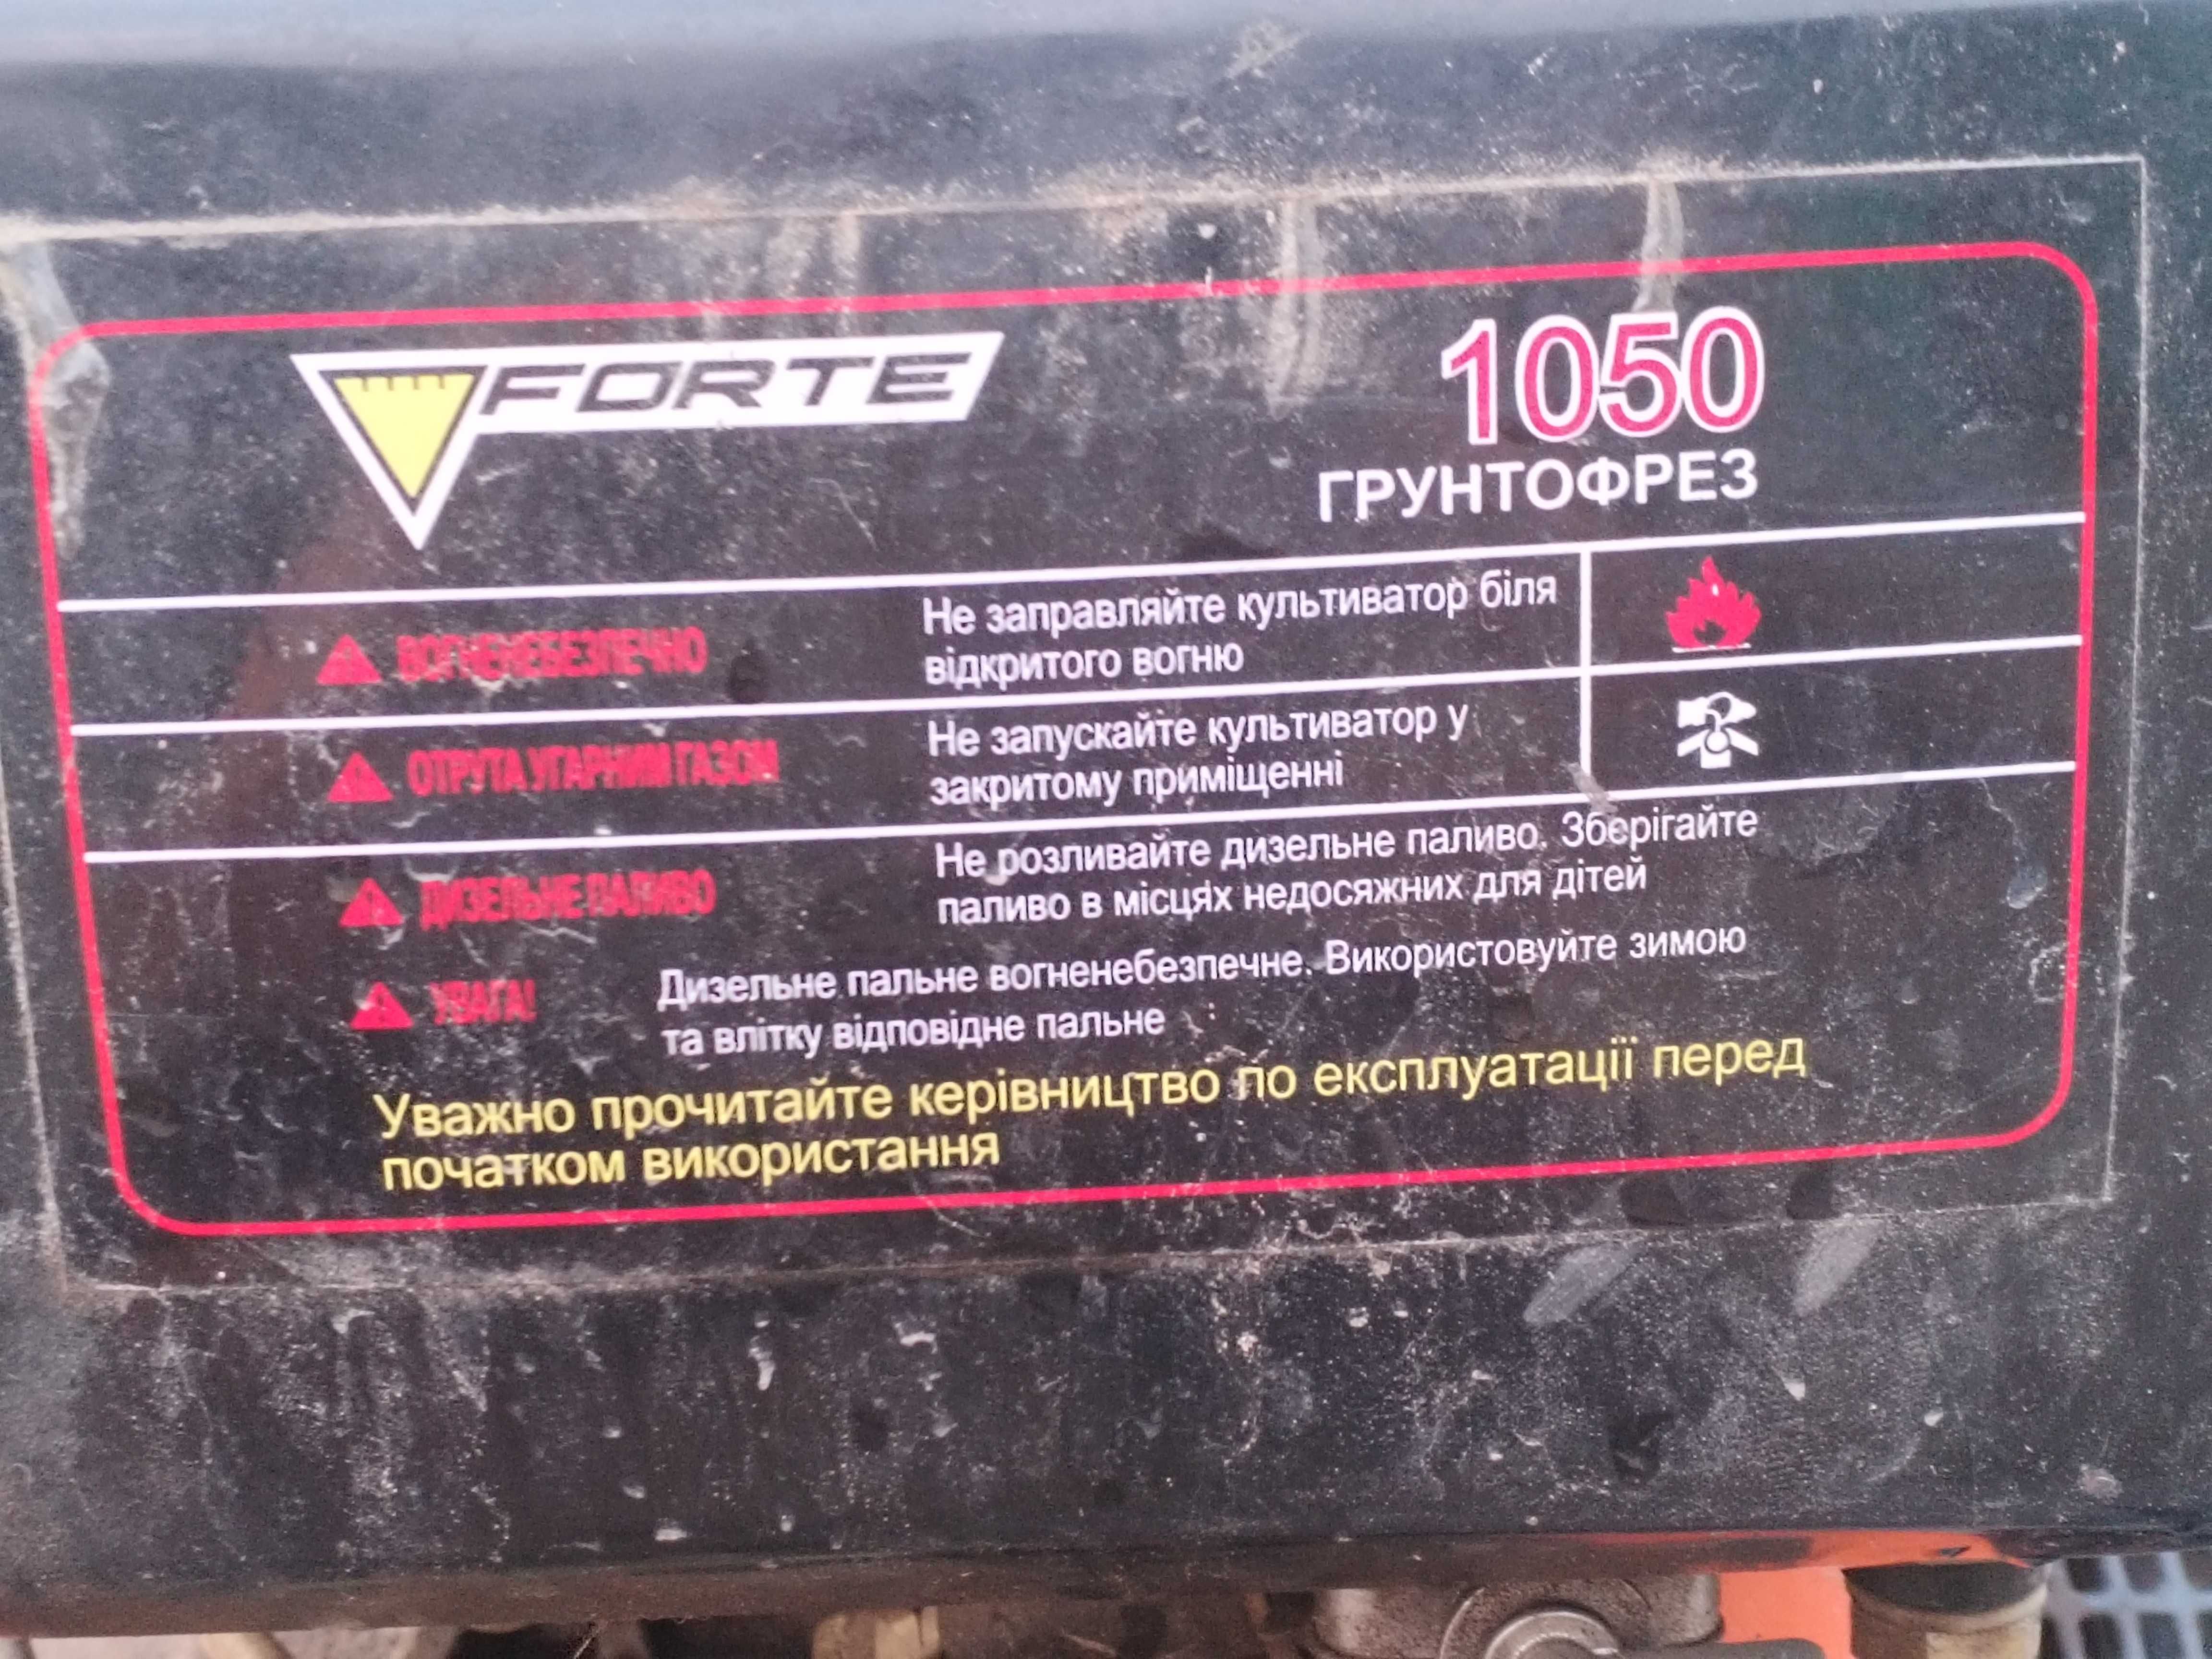 FORTE
1050
ГРУНТОФРЕЗ
ВОГНЕНЕБЕЗПЕЧНО
Не заправляйте культиватор біля
відкритого вогню
ОТРУТА УГАРНИМ ГАЗОМ
Не запускайте культиватор у
закритому приміщенні
ДИЗЕЛЬНЕ ПАЛИВО
Не розливайте дизельне паливо. Зберігайте
паливо в місцях недосяжних для дітей
УВАГА!
Дизельне пальне вогненебезпечне. Використовуйте зимою
та влітку відповідне пальне
Уважно прочитайте керівництво по експлуатації перед
початком використання